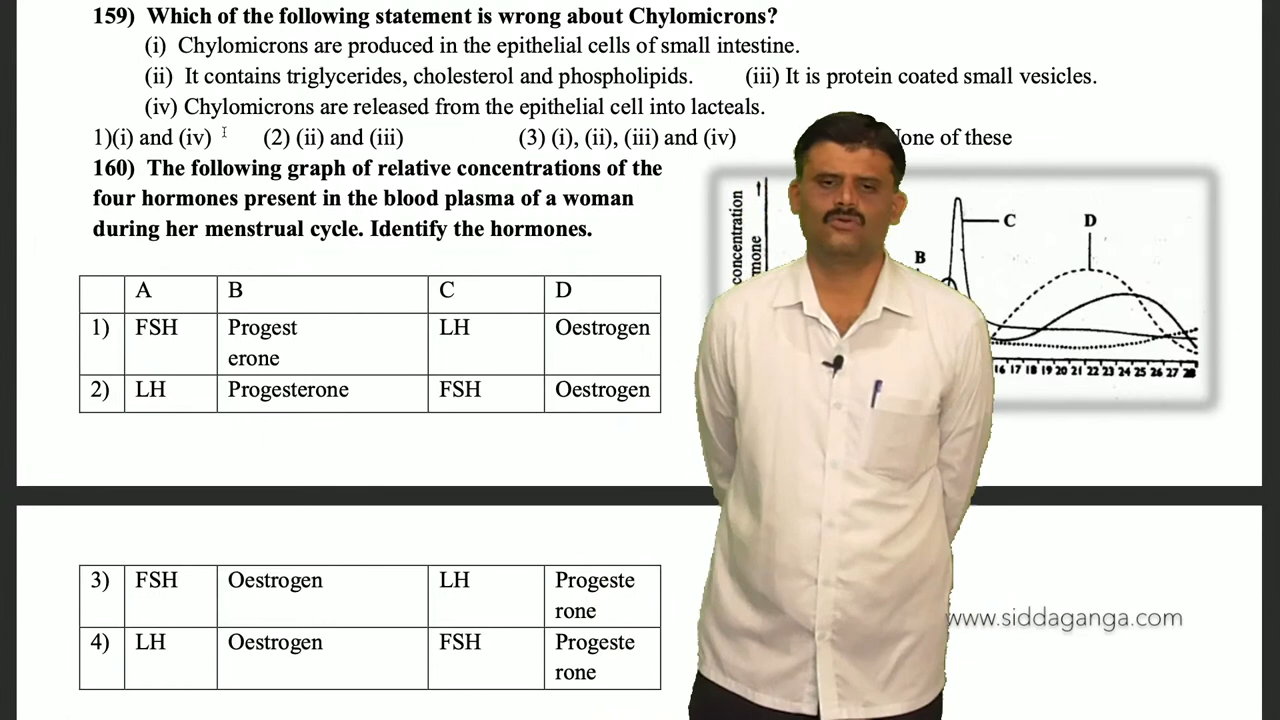 159) Which of the following statement is wrong about Chylomicrons?
(i) Chylomicrons are produced in the epithelial cells of small intestine.
(ii) It contains triglycerides, cholesterol and phospholipids. (iii) It is protein coated small vesicles.
(iv) Chylomicrons are released from the epithelial cell into lacteals.
1)(i) and (iv) (2) (ii) and (iii) (3) (i), (ii), (iii) and (iv) of these
160) The following graph of relative concentrations of the
four hormones present in the blood plasma of a woman
during her menstrual cycle. Identify the hormones.
concentration
B
C
D
16 17 18 19 20 21 22 23 24 25 26 27 28
A B C D
1) FSH Progest LH Oestrogen
erone
2) LH Progesterone FSH Oestrogen
3) FSH Oestrogen LH Progeste
rone
4) LH Oestrogen FSH Progeste
rone
www.siddaganga.com